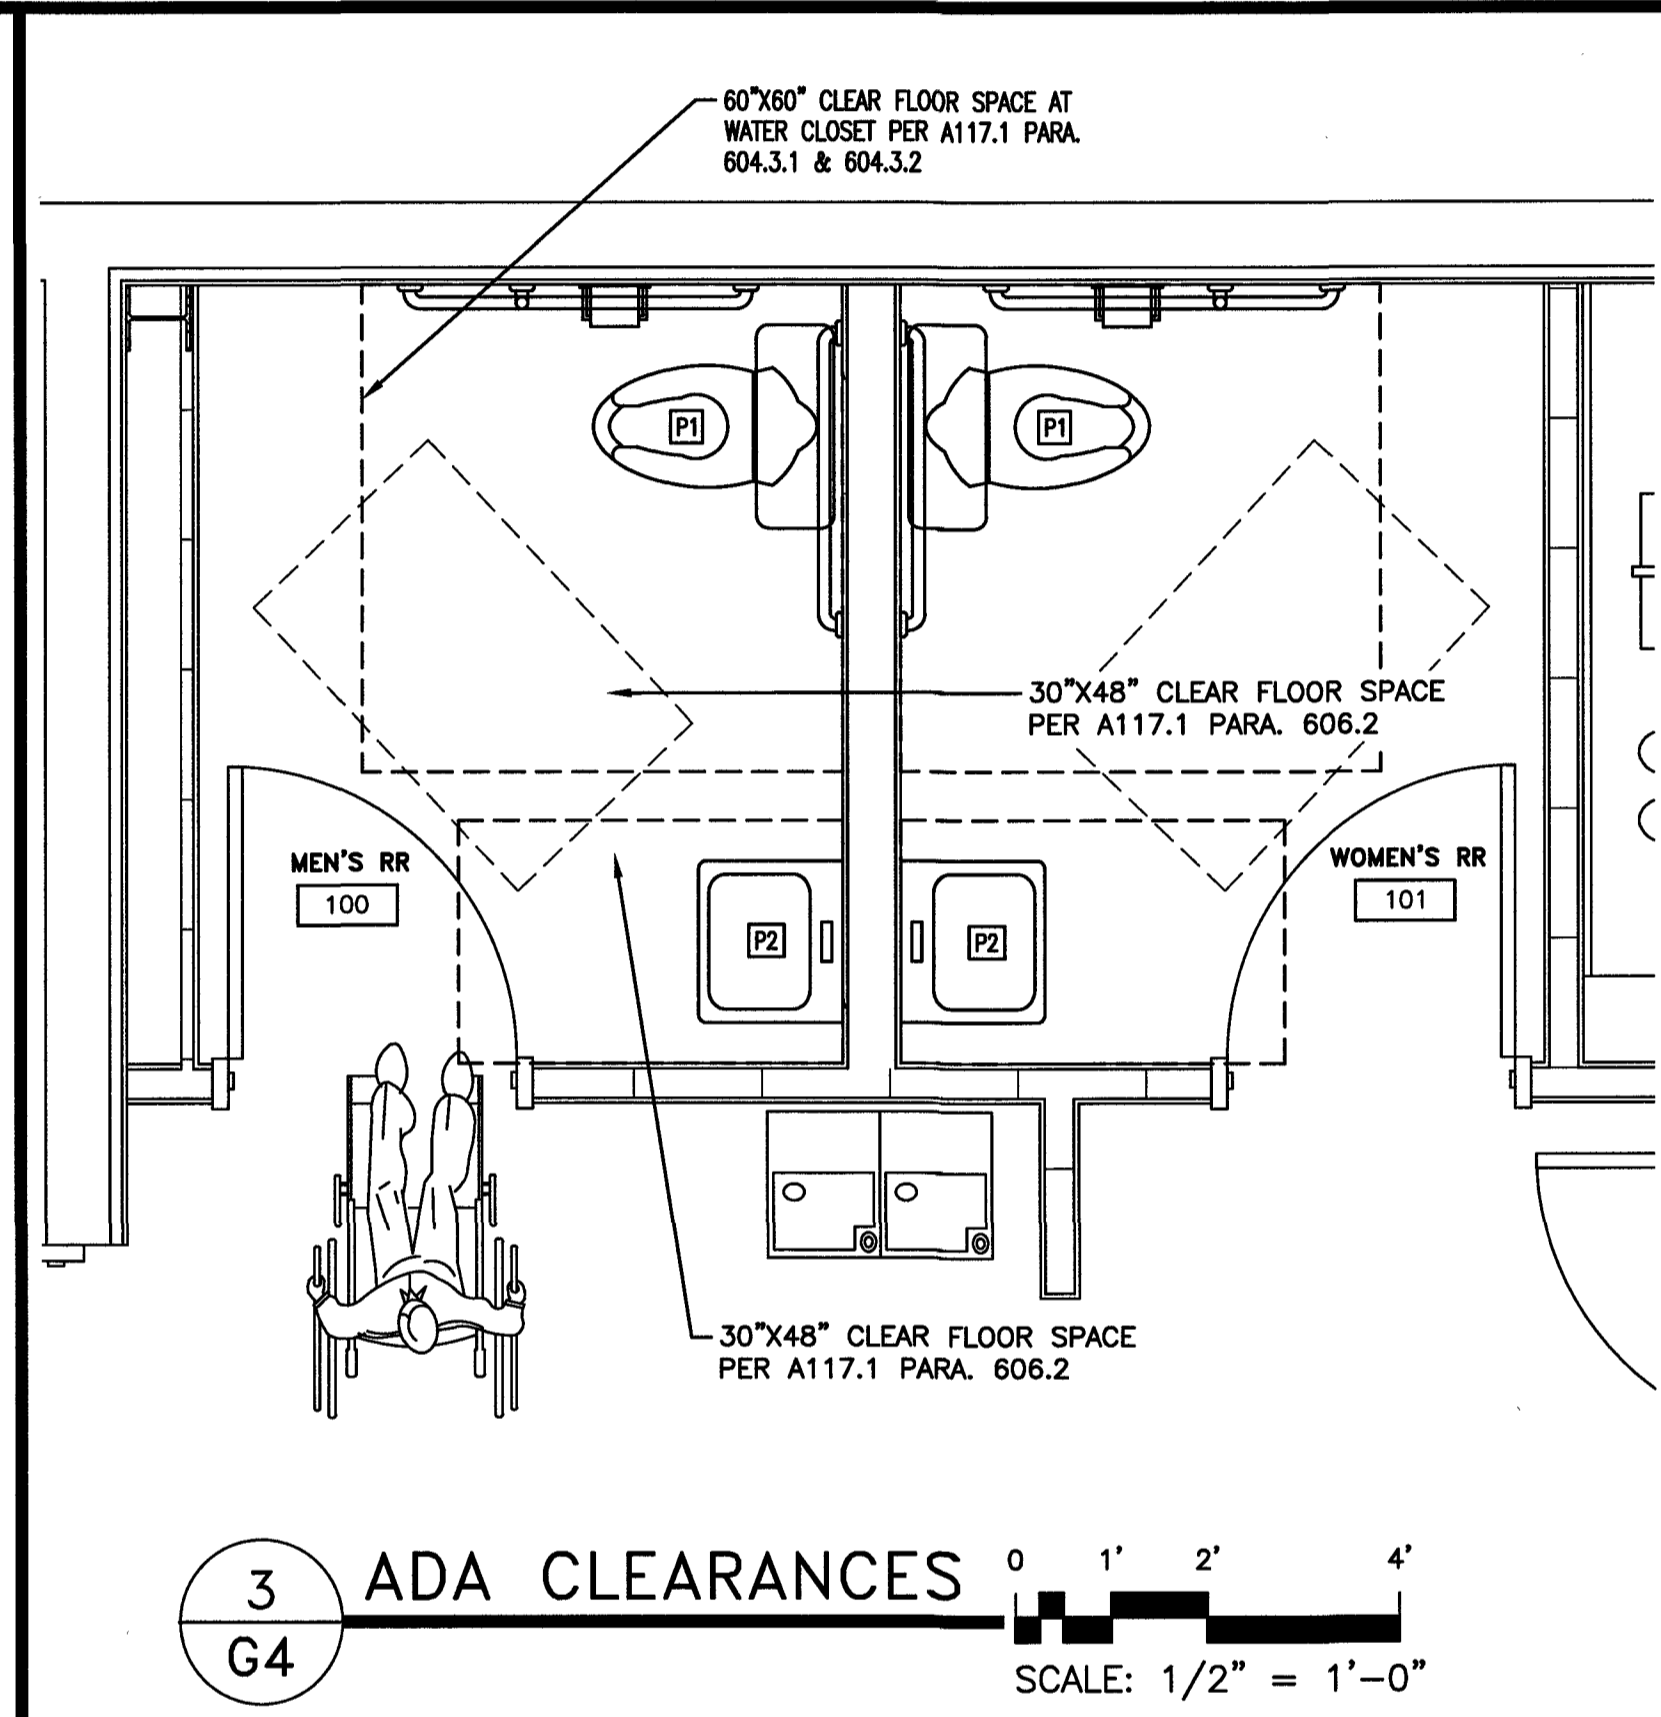 60"X60" CLEAR FLOOR SPACE AT
WATER CLOSET PER A117.1 PARA.
604.3.1 & 604.3.2
P1
P1
30"X48" CLEAR FLOOR SPACE
PER A117.1 PARA. 606.2
MEN'S RR
100
WOMEN'S RR
101
P2
P2
30"X48" CLEAR FLOOR SPACE
PER A117.1 PARA. 606.2
3
G4
ADA CLEARANCES
0 1' 2' 4'
SCALE: 1/2" = 1'-0"